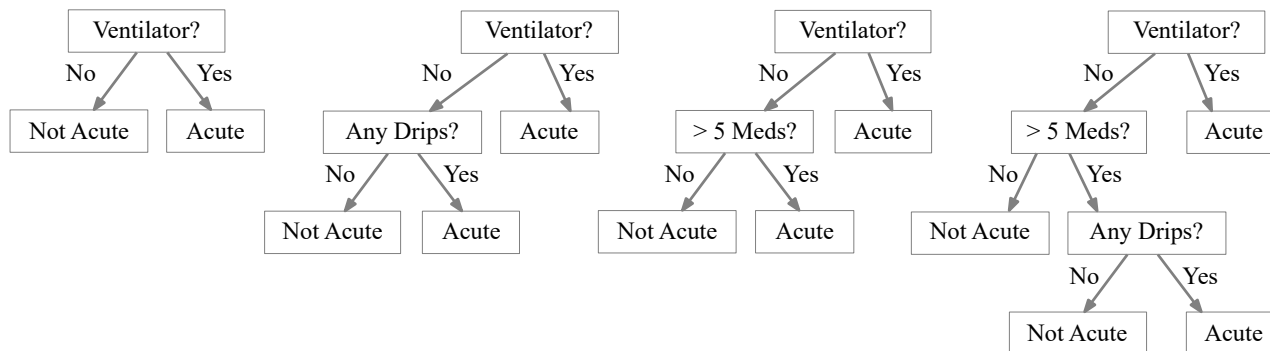 Ventilator?
No
Yes
Not Acute
Acute
Ventilator?
No
Yes
Any Drips?
Acute
No
Yes
Not Acute
Acute
Ventilator?
No
Yes
> 5 Meds?
Acute
No
Yes
Not Acute
Acute
Ventilator?
No
Yes
> 5 Meds?
Acute
No
Yes
Not Acute
Any Drips?
No
Yes
Not Acute
Acute